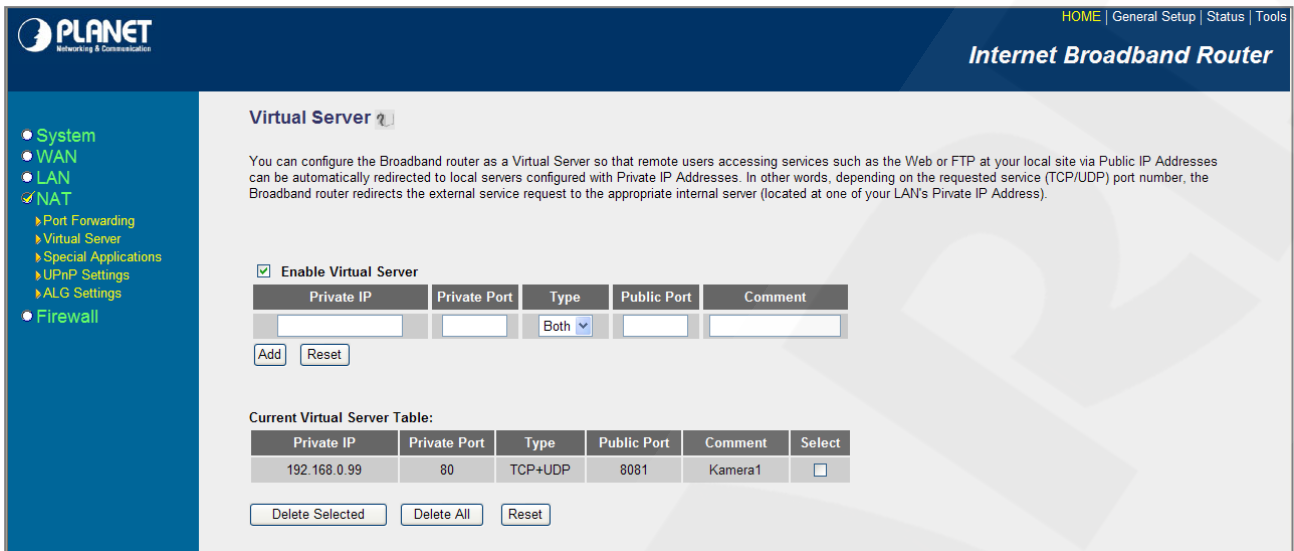 PLANET
Networking & Communication
HOME | General Setup | Status | Tools
Internet Broadband Router
System
WAN
LAN
NAT
Port Forwarding
Virtual Server
Special Applications
UPnP Settings
ALG Settings
Firewall
Virtual Server
You can configure the Broadband router as a Virtual Server so that remote users accessing services such as the Web or FTP at your local site via Public IP Addresses
can be automatically redirected to local servers configured with Private IP Addresses. In other words, depending on the requested service (TCP/UDP) port number, the
Broadband router redirects the external service request to the appropriate internal server (located at one of your LAN's Private IP Address).
Enable Virtual Server
Private IP Private Port Type Public Port Comment
Both
Add Reset
Current Virtual Server Table:
Private IP Private Port Type Public Port Comment Select
192.168.0.99 80 TCP+UDP 8081 Kamera1
Delete Selected Delete All Reset